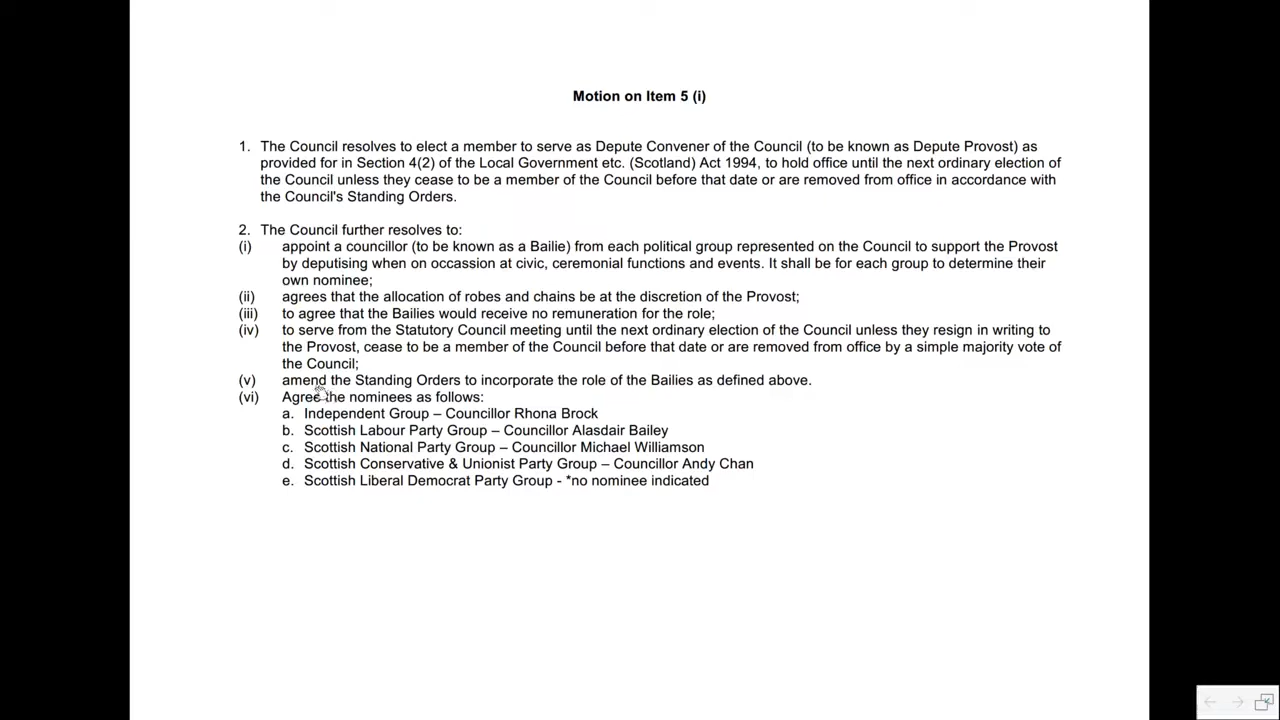 Motion on Item 5 (i)
1. The Council resolves to elect a member to serve as Depute Convener of the Council (to be known as Depute Provost) as
provided for in Section 4(2) of the Local Government etc. (Scotland) Act 1994, to hold office until the next ordinary election of
the Council unless they cease to be a member of the Council before that date or are removed from office in accordance with
the Council's Standing Orders.
2. The Council further resolves to:
(i) appoint a councillor (to be known as a Bailie) from each political group represented on the Council to support the Provost
by deputising when on occassion at civic, ceremonial functions and events. It shall be for each group to determine their
own nominee;
(ii) agrees that the allocation of robes and chains be at the discretion of the Provost;
(iii) to agree that the Bailies would receive no remuneration for the role;
(iv) to serve from the Statutory Council meeting until the next ordinary election of the Council unless they resign in writing to
the Provost, cease to be a member of the Council before that date or are removed from office by a simple majority vote of
the Council;
(v) amend the Standing Orders to incorporate the role of the Bailies as defined above.
(vi) Agree the nominees as follows:
a. Independent Group – Councillor Rhona Brock
b. Scottish Labour Party Group – Councillor Alasdair Bailey
c. Scottish National Party Group – Councillor Michael Williamson
d. Scottish Conservative & Unionist Party Group – Councillor Andy Chan
e. Scottish Liberal Democrat Party Group - *no nominee indicated